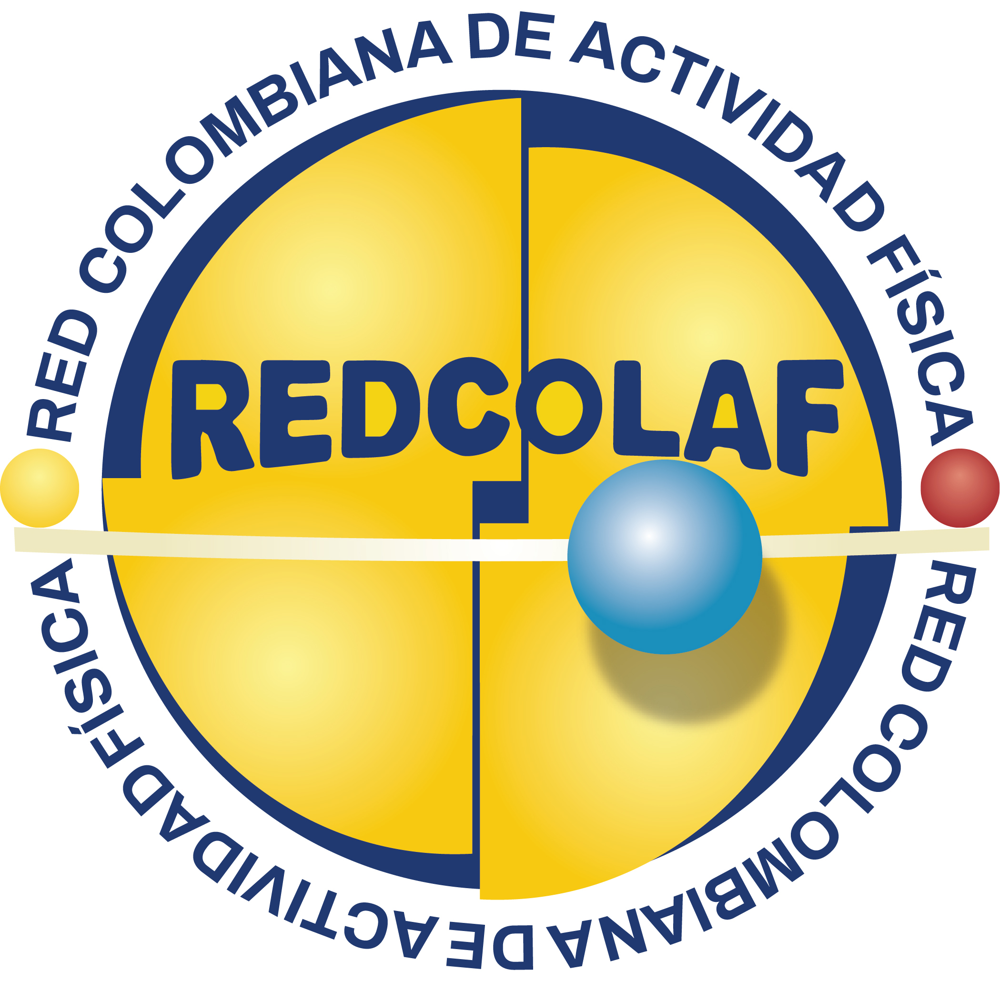 RED COLOMBIANA DE ACTIVIDAD FÍSICA
REDCOLAF
RED COLOMBIANA DE ACTIVIDAD FÍSICA